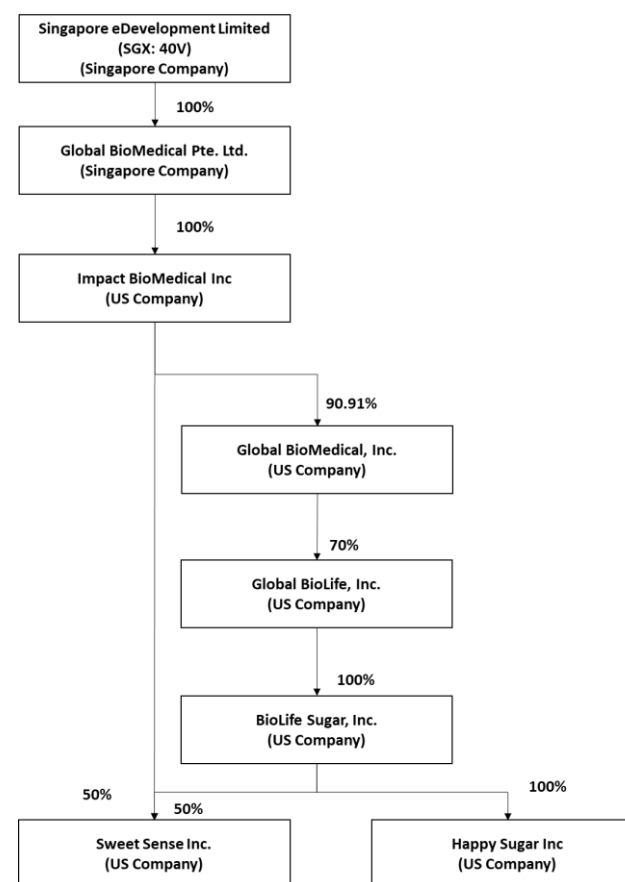 Singapore eDevelopment Limited
(SGX: 40V)
(Singapore Company)
100%
Global BioMedical Pte. Ltd.
(Singapore Company)
100%
Impact BioMedical Inc
(US Company)
90.91%
Global BioMedical, Inc.
(US Company)
70%
Global BioLife, Inc.
(US Company)
100%
BioLife Sugar, Inc.
(US Company)
50%
50%
100%
Sweet Sense Inc.
(US Company)
Happy Sugar Inc
(US Company)